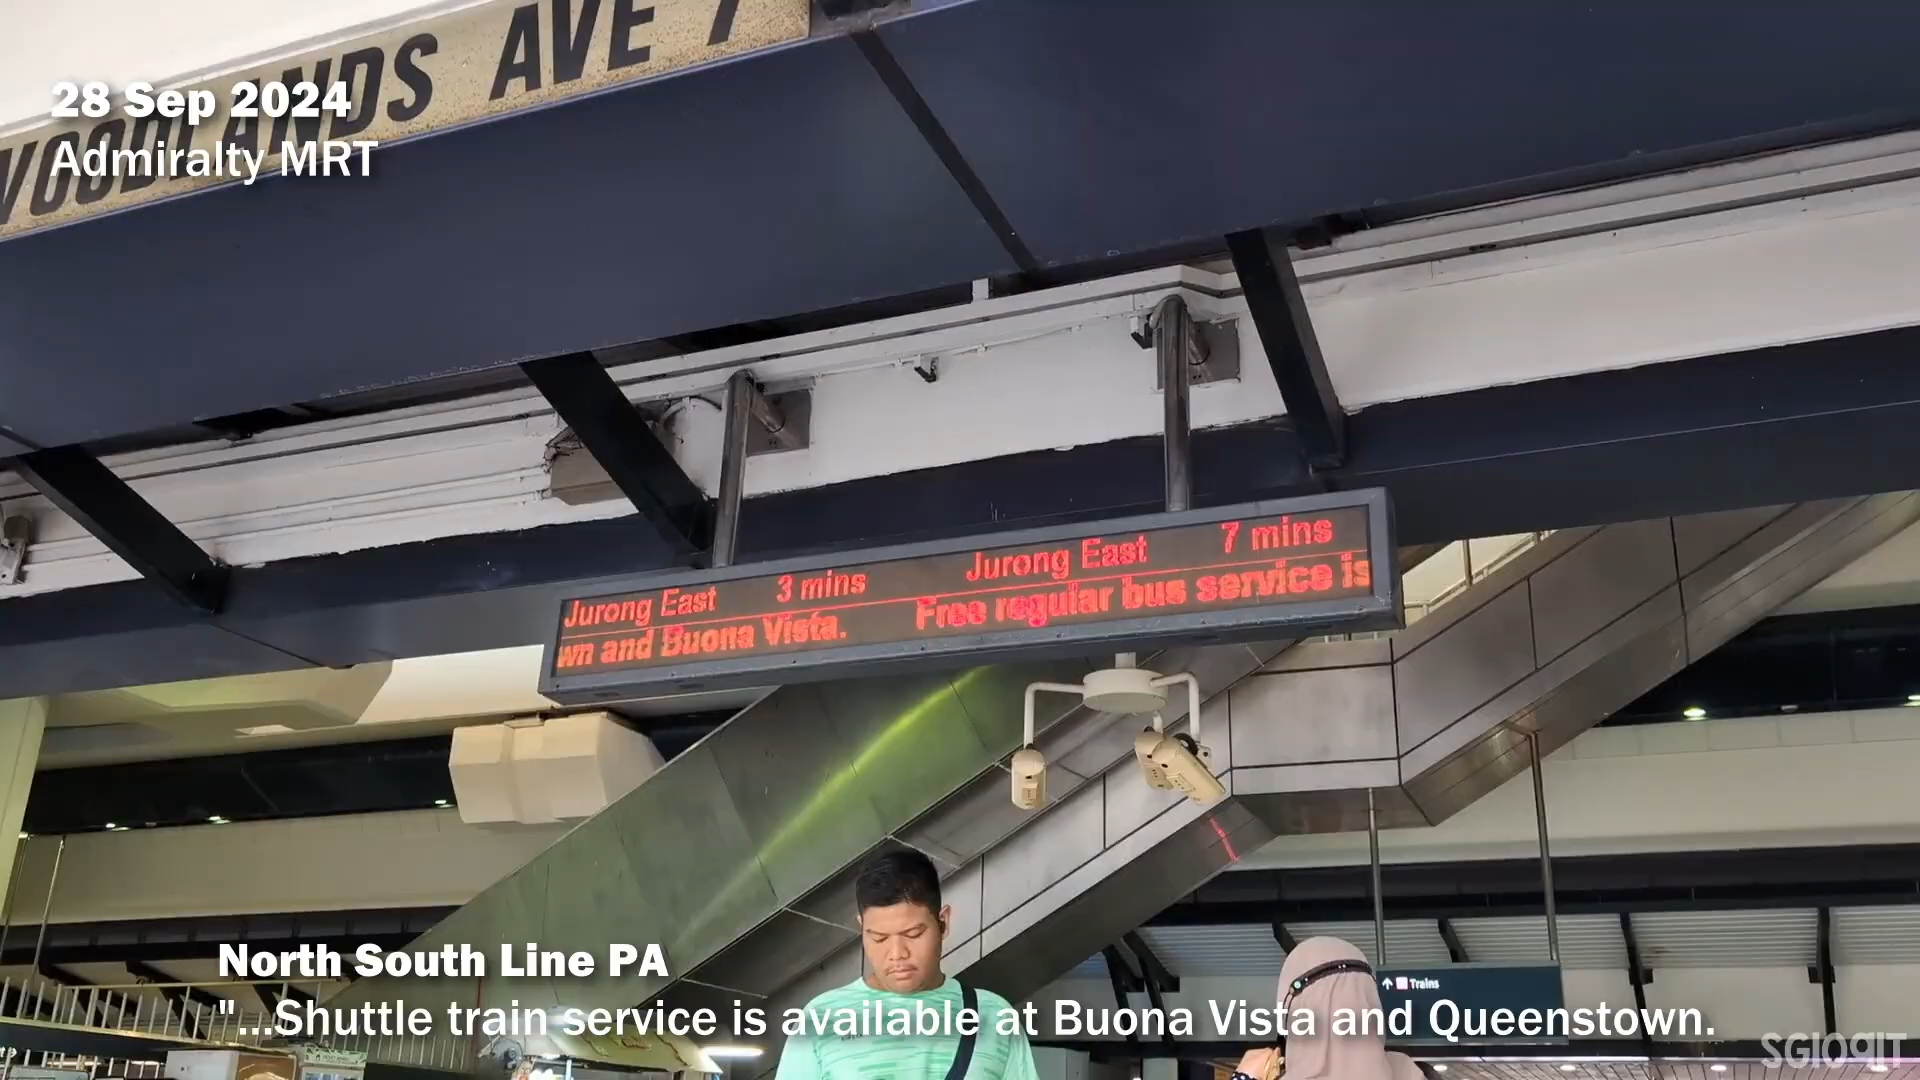 WOODLANDS AVE 7
28 Sep 2024
Admiralty MRT
Jurong East 3 mins Jurong East 7 mins
wn and Buona Vista. Free regular bus service is
Trains
North South Line PA
"...Shuttle train service is available at Buona Vista and Queenstown.